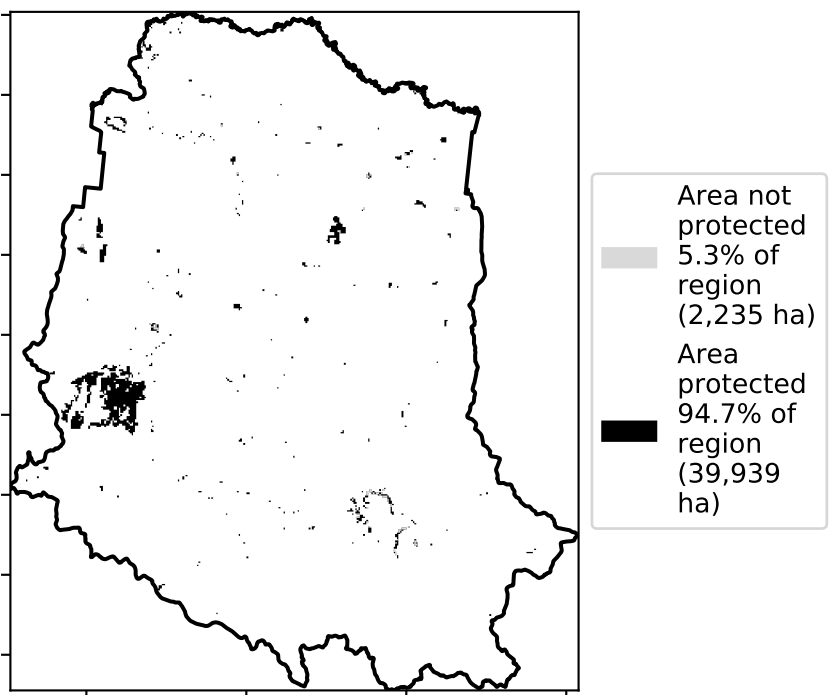 Area not
protected
5.3% of
region
(2,235 ha)
Area
protected
94.7% of
region
(39,939
ha)